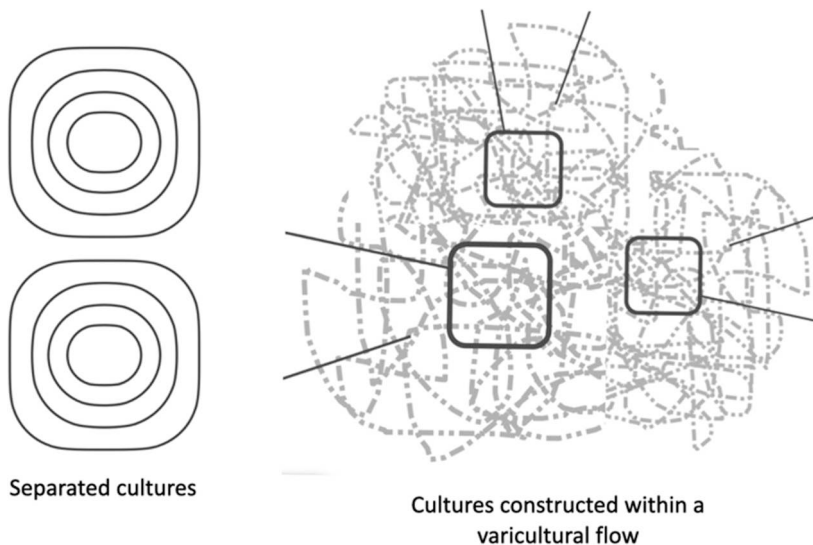 Separated cultures
Cultures constructed within a
varicultural flow